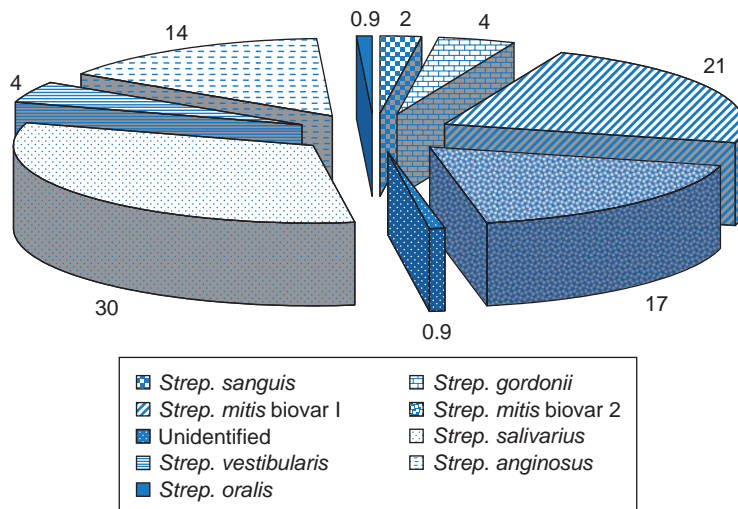 0.9 2 4
14
21
4
30
17
0.9
Strep. sanguis Strep. gordonii
Strep. mitis biovar I Strep. mitis biovar 2
Unidentified Strep. salivarius
Strep. vestibularis Strep. anginosus
Strep. oralis